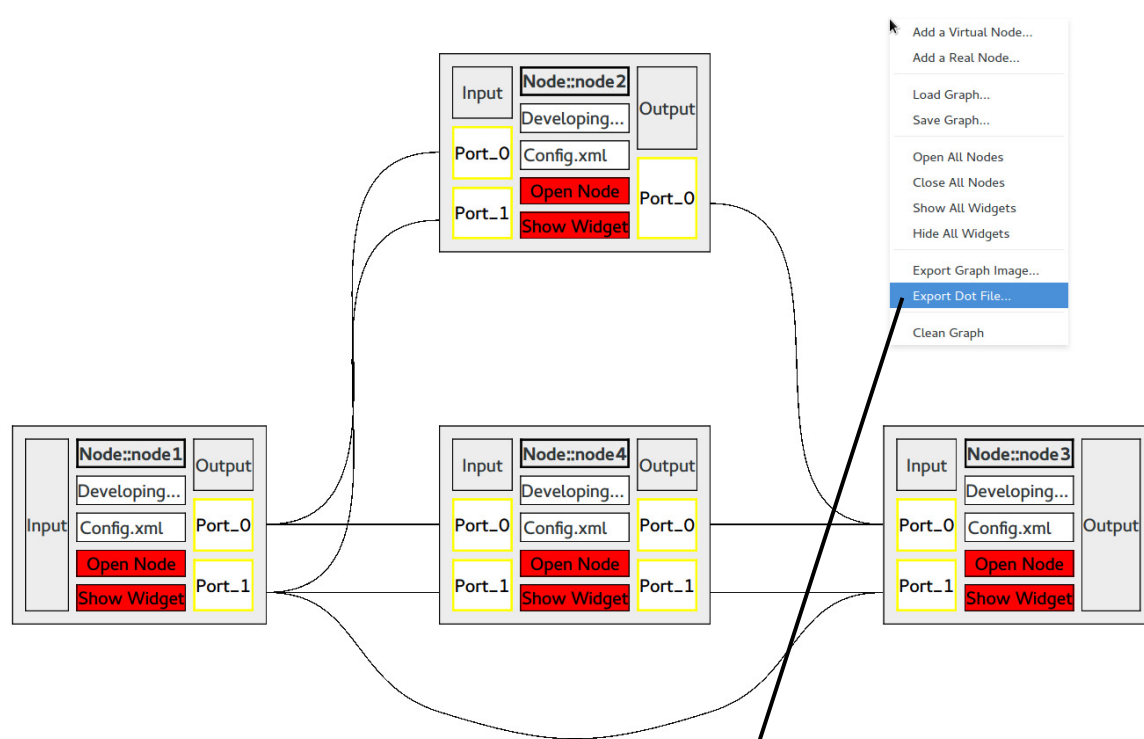 Add a Virtual Node...
Add a Real Node...
Load Graph...
Save Graph...
Open All Nodes
Close All Nodes
Show All Widgets
Hide All Widgets
Export Graph Image...
Export Dot File...
Clean Graph
Input
Node::node2
Output
Developing...
Port_0
Config.xml
Open Node
Port_0
Port_1
Show Widget
Input
Node::node1
Output
Developing...
Config.xml
Port_0
Open Node
Port_1
Show Widget
Input
Node::node4
Output
Developing...
Port_0
Config.xml
Port_0
Open Node
Port_1
Port_1
Show Widget
Input
Node::node3
Output
Developing...
Port_0
Config.xml
Open Node
Port_1
Show Widget